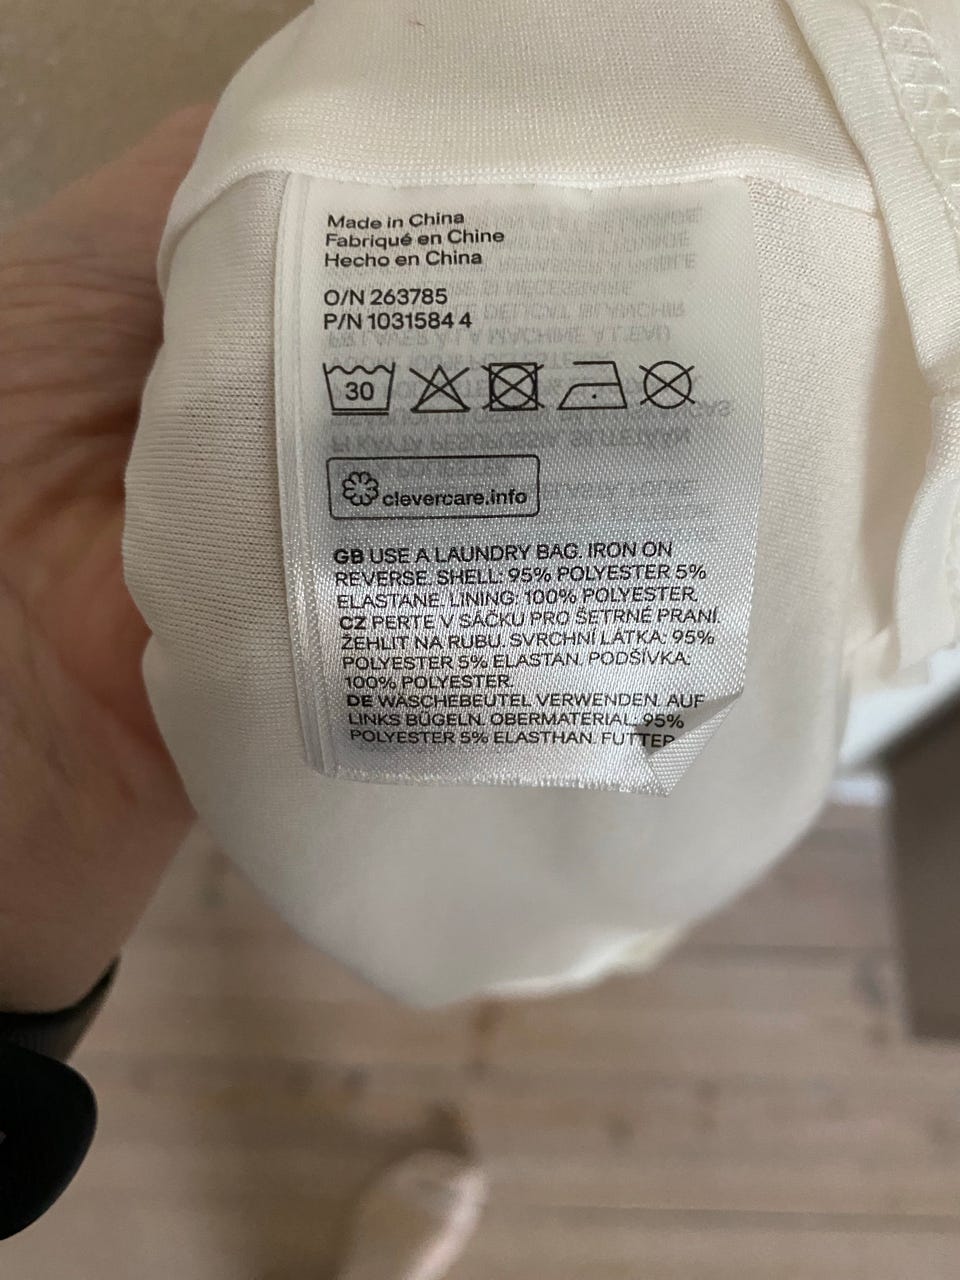 Made in China
Fabriqué en Chine
Hecho en China
O/N 263785
P/N 1031584 4
30
clevercare.info
GB USE A LAUNDRY BAG. IRON ON
REVERSE. SHELL: 95% POLYESTER 5%
ELASTANE. LINING: 100% POLYESTER.
CZ PERTE V SÁČKU PRO ŠETRNÉ PRANÍ.
ŽEHLIT NA RUBU. SVRCHNÍ LÁTKA: 95%
POLYESTER 5% ELASTAN. PODŠÍVKA:
100% POLYESTER.
DE WÄSCHEBEUTEL VERWENDEN. AUF
LINKS BÜGELN. OBERMATERIAL: 95%
POLYESTER 5% ELASTHAN. FUTTER